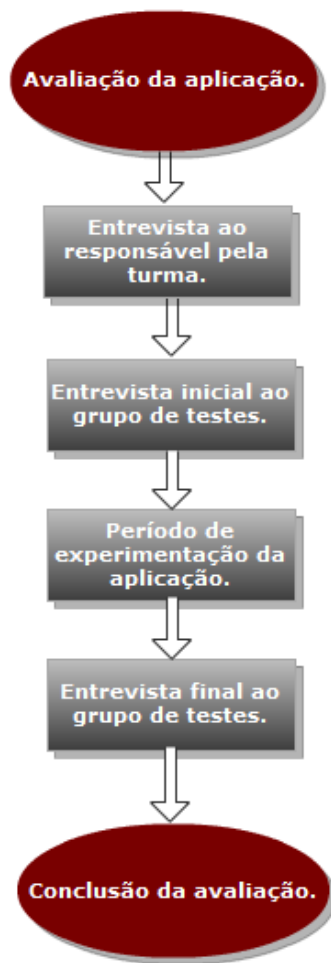 Avaliação da aplicação.
Entrevista ao
responsável pela
turma.
Entrevista inicial ao
grupo de testes.
Período de
experimentação da
aplicação.
Entrevista final ao
grupo de testes.
Conclusão da avaliação.